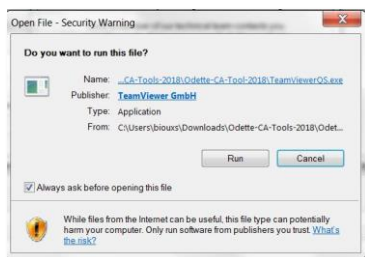 Open File - Security Warning
Do you want to run this file?
Name: ...CA-Tools-2018\Odette-CA-Tool-2018\TeamViewerQS.exe
Publisher: TeamViewer GmbH
Type: Application
From: C:\Users\biouxs\Downloads\Odette-CA-Tools-2018\Odet...
Run Cancel
Always ask before opening this file
While files from the Internet can be useful, this file type can potentially
harm your computer. Only run software from publishers you trust. What's
the risk?